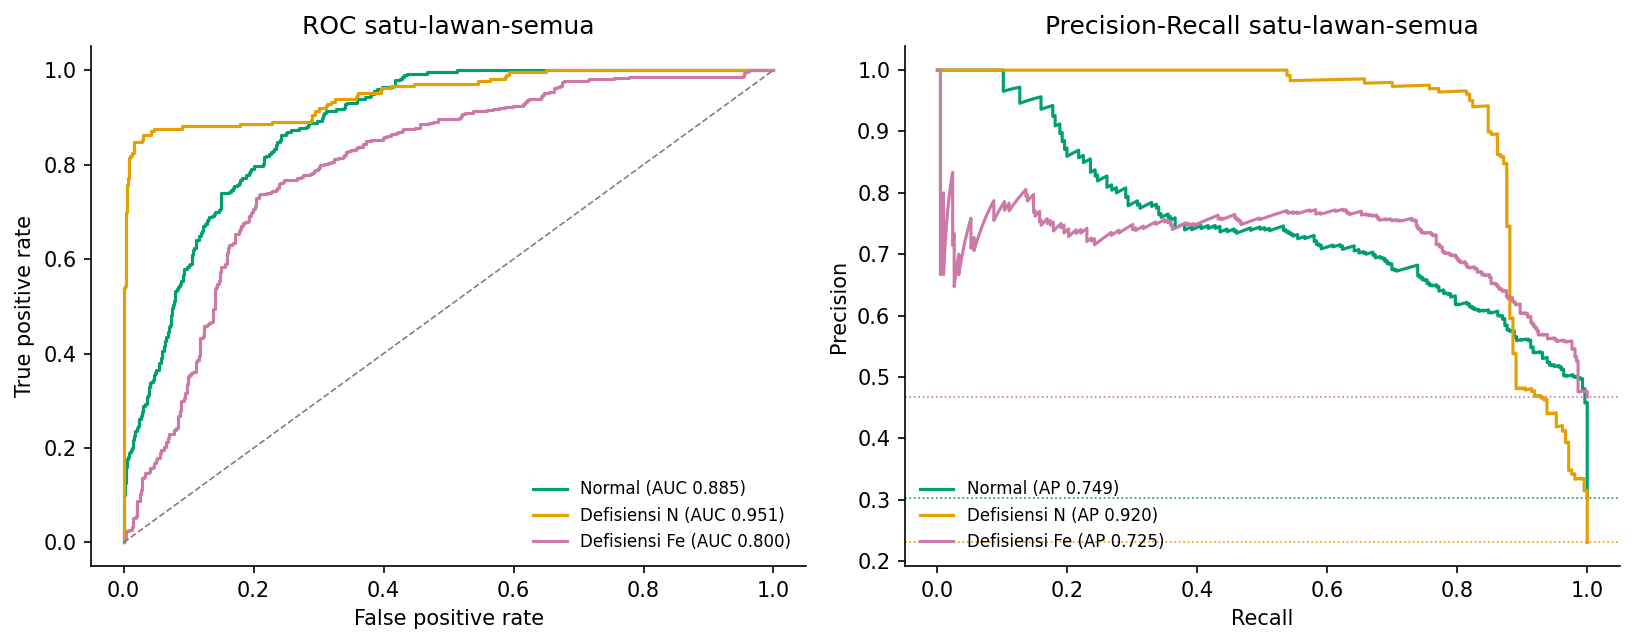 ROC satu-lawan-semua
True positive rate
1.0
0.8
0.6
0.4
0.2
0.0
Normal (AUC 0.885)
Defisiensi N (AUC 0.951)
Defisiensi Fe (AUC 0.800)
0.0 0.2 0.4 0.6 0.8 1.0
False positive rate
Precision-Recall satu-lawan-semua
Precision
1.0
0.9
0.8
0.7
0.6
0.5
0.4
0.3
0.2
Normal (AP 0.749)
Defisiensi N (AP 0.920)
Defisiensi Fe (AP 0.725)
0.0 0.2 0.4 0.6 0.8 1.0
Recall